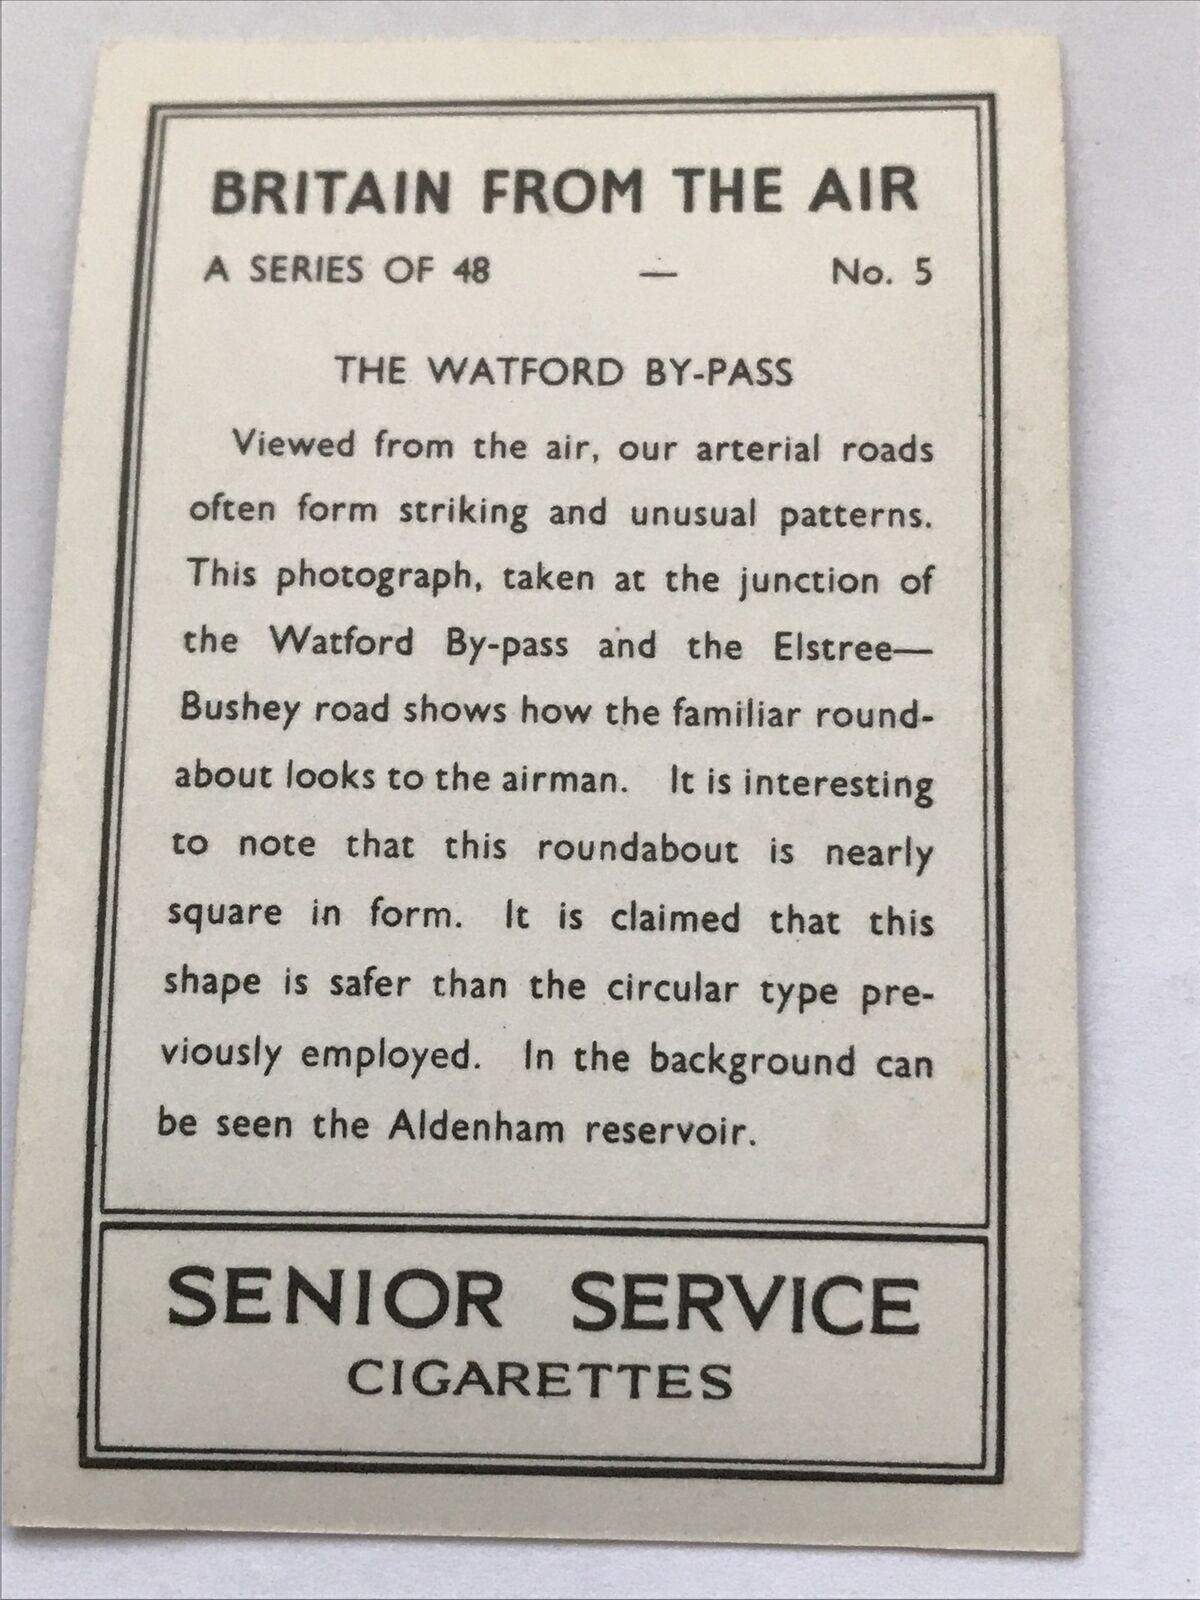 BRITAIN FROM THE AIR
A SERIES OF 48 — No. 5
THE WATFORD BY-PASS
Viewed from the air, our arterial roads
often form striking and unusual patterns.
This photograph, taken at the junction of
the Watford By-pass and the Elstree—
Bushey road shows how the familiar round-
about looks to the airman. It is interesting
to note that this roundabout is nearly
square in form. It is claimed that this
shape is safer than the circular type pre-
viously employed. In the background can
be seen the Aldenham reservoir.
SENIOR SERVICE
CIGARETTES